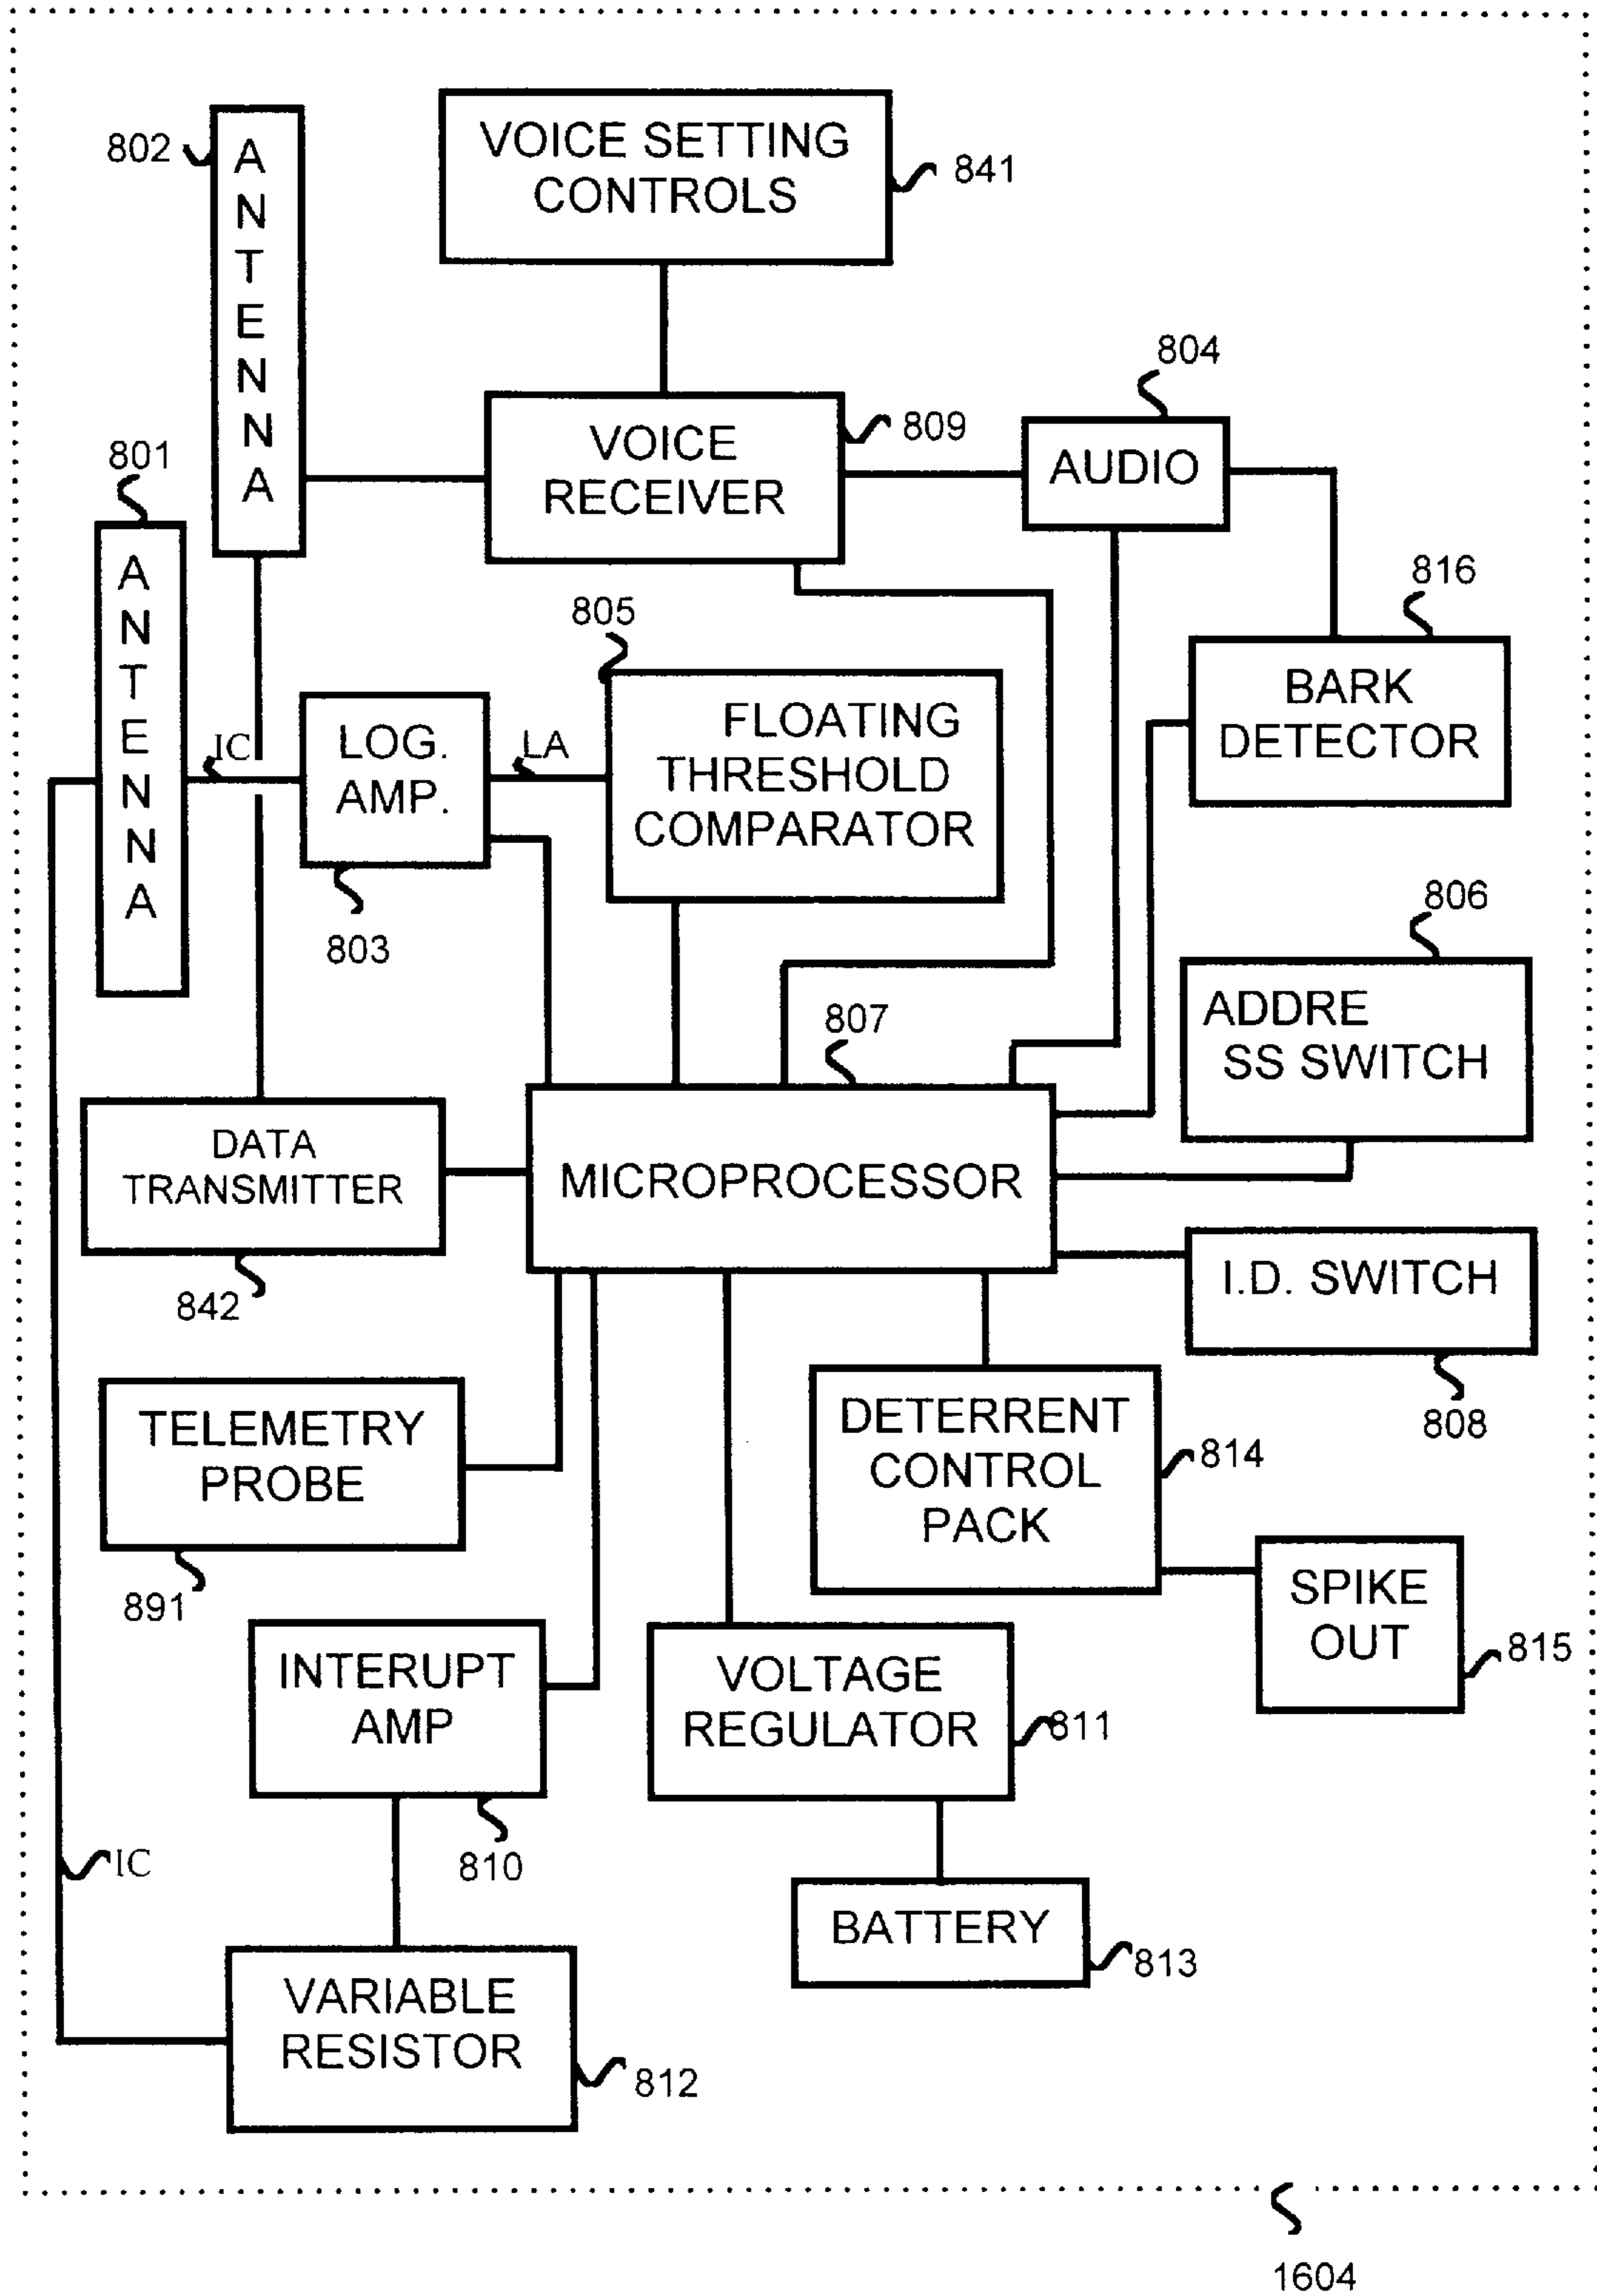 802
ANTENNA
VOICE SETTING
CONTROLS
841
801
ANTENNA
VOICE
RECEIVER
809
804
AUDIO
816
BARK
DETECTOR
805
FLOATING
THRESHOLD
COMPARATOR
IC
LOG.
AMP.
LA
803
806
ADDRE
SS SWITCH
807
MICROPROCESSOR
DATA
TRANSMITTER
842
I.D. SWITCH
808
TELEMETRY
PROBE
891
DETERRENT
CONTROL
PACK
814
SPIKE
OUT
815
INTERUPT
AMP
810
VOLTAGE
REGULATOR
811
IC
BATTERY
813
VARIABLE
RESISTOR
812
1604